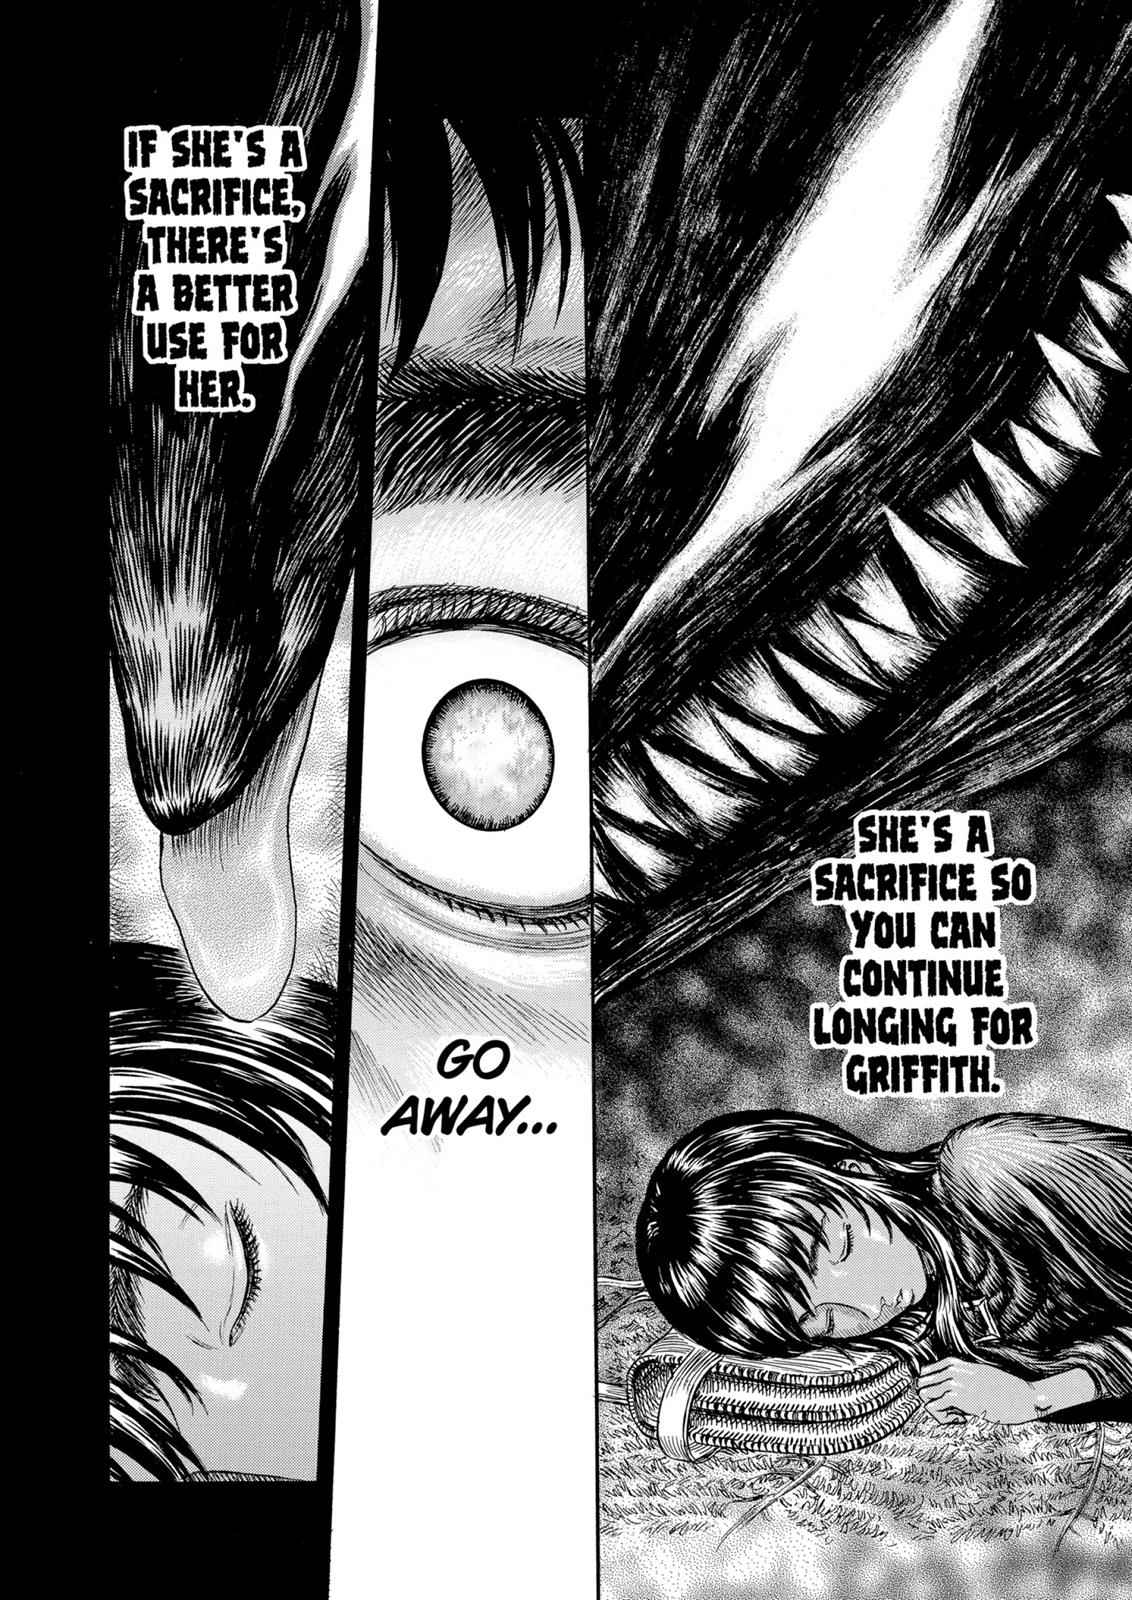 SHE'S A
SACRIFICE SO
YOU CAN
CONTINUE
LONGING FOR
GRIFFITH.
GO
AWAY...
IF SHE'S A
SACRIFICE,
THERE'S
A BETTER
USE FOR
HER.